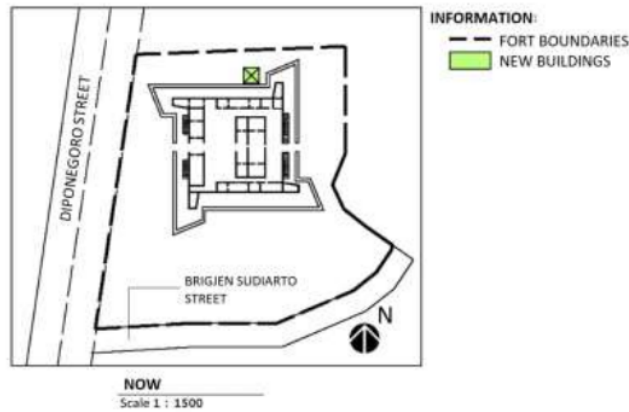 INFORMATION:
FORT BOUNDARIES
NEW BUILDINGS
DIPONEGORO STREET
BRIGJEN SUDIARTO
STREET
N
NOW
Scale 1 : 1500